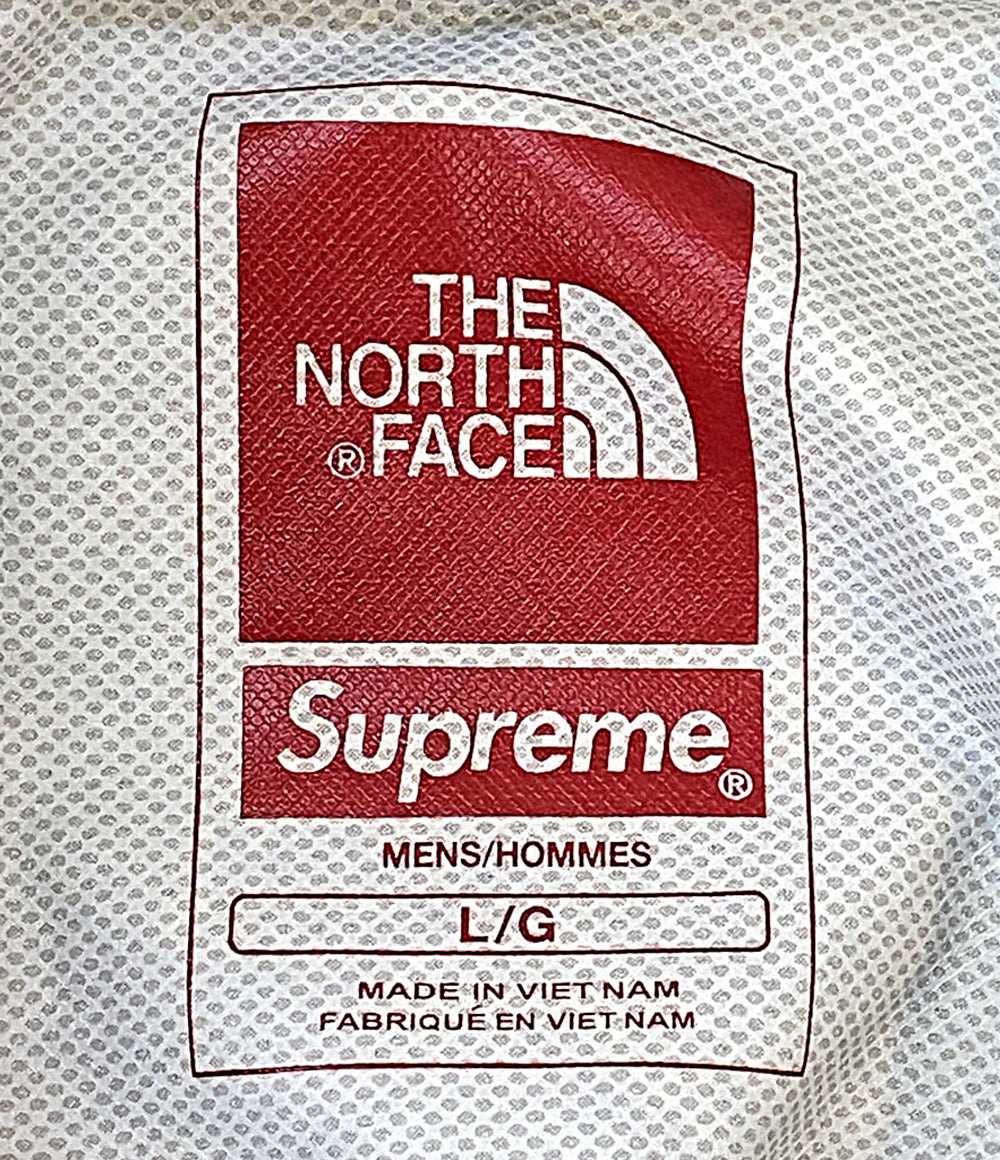 THE
NORTH
®FACE
Supreme®
MENS/HOMMES
L/G
MADE IN VIET NAM
FABRIQUÉ EN VIET NAM